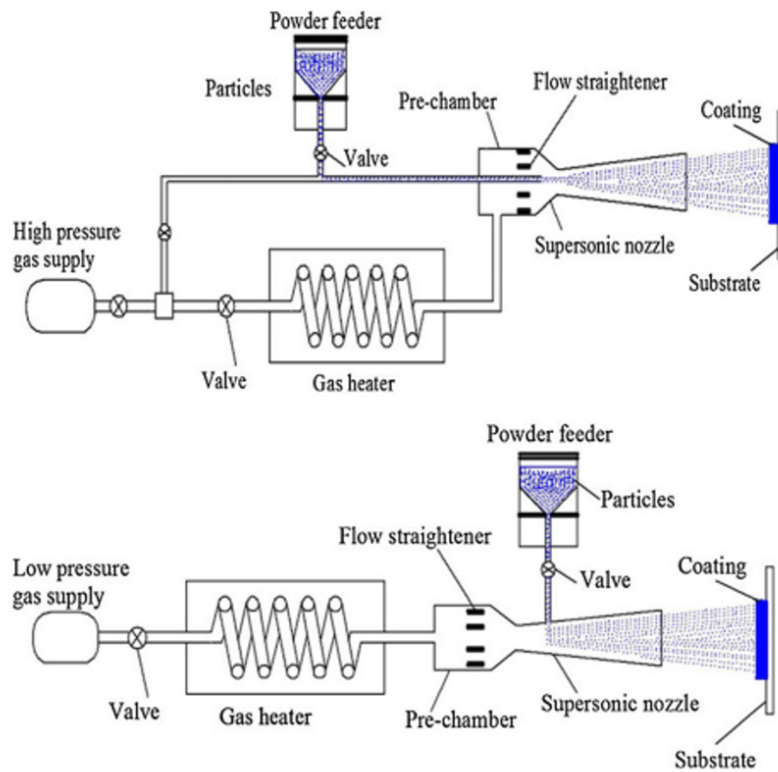 Powder feeder
Particles
Valve
Pre-chamber
Flow straightener
Coating
High pressure
gas supply
Supersonic nozzle
Substrate
Valve
Gas heater
Powder feeder
Particles
Flow straightener
Valve
Coating
Low pressure
gas supply
Valve
Gas heater
Pre-chamber
Supersonic nozzle
Substrate